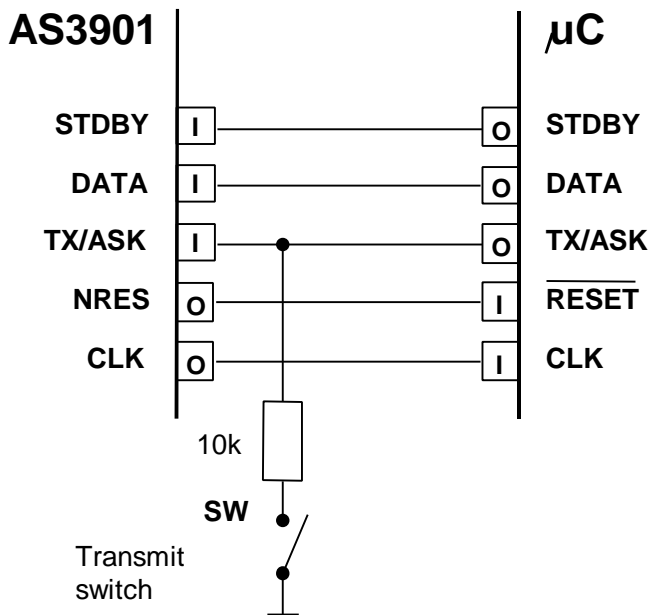 AS3901 µC
STDBY I O STDBY
DATA I O DATA
TX/ASK I O TX/ASK
NRES O I RESET
CLK O I CLK
10k
SW
Transmit
switch